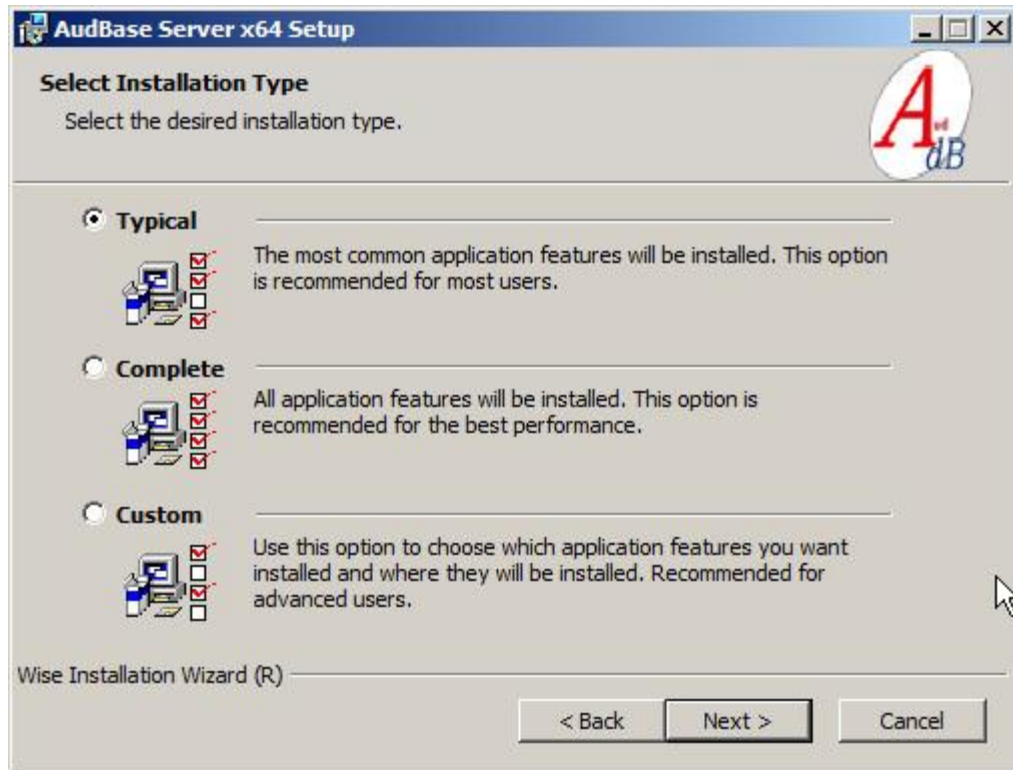 AudBase Server x64 Setup
Select Installation Type
Select the desired installation type.
A ud dB
Typical
The most common application features will be installed. This option
is recommended for most users.
Complete
All application features will be installed. This option is
recommended for the best performance.
Custom
Use this option to choose which application features you want
installed and where they will be installed. Recommended for
advanced users.
Wise Installation Wizard (R)
< Back Next > Cancel